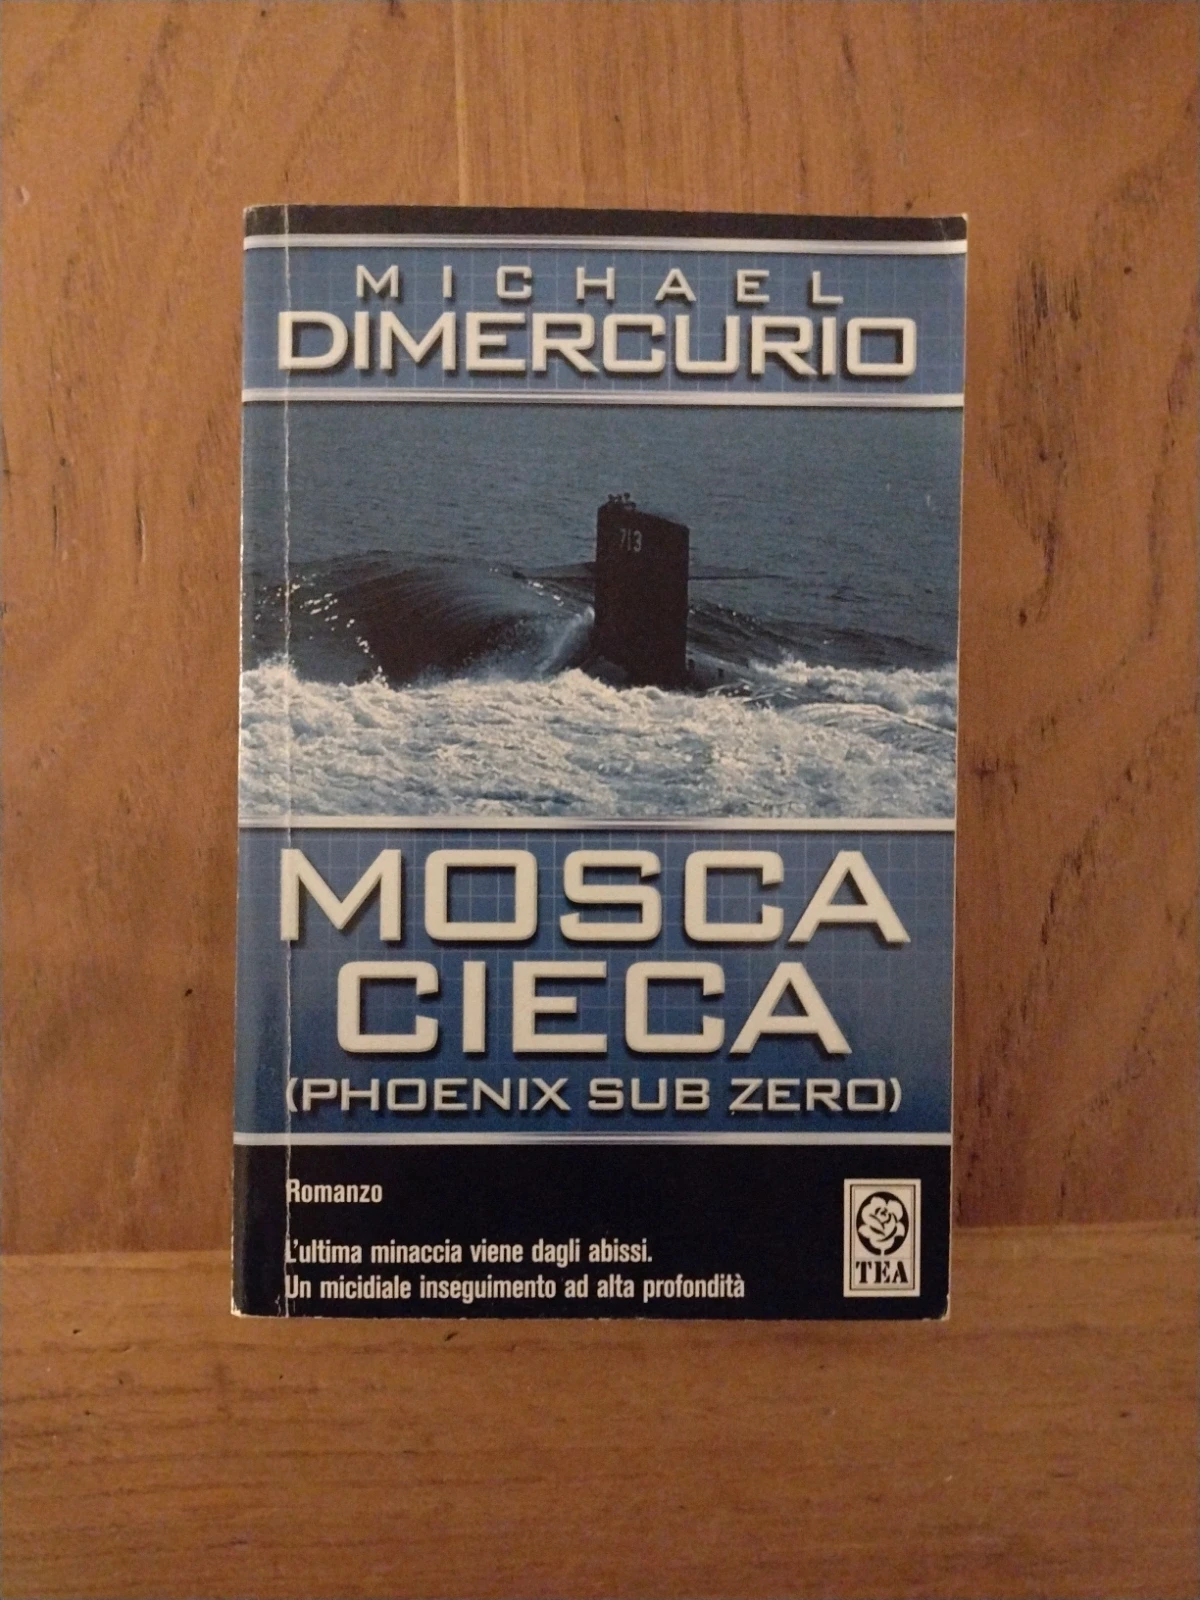 MICHAEL
DIMERCURIO
713
MOSCA
CIECA
(PHOENIX SUB ZERO)
Romanzo
L'ultima minaccia viene dagli abissi.
Un micidiale inseguimento ad alta profondità
TEA